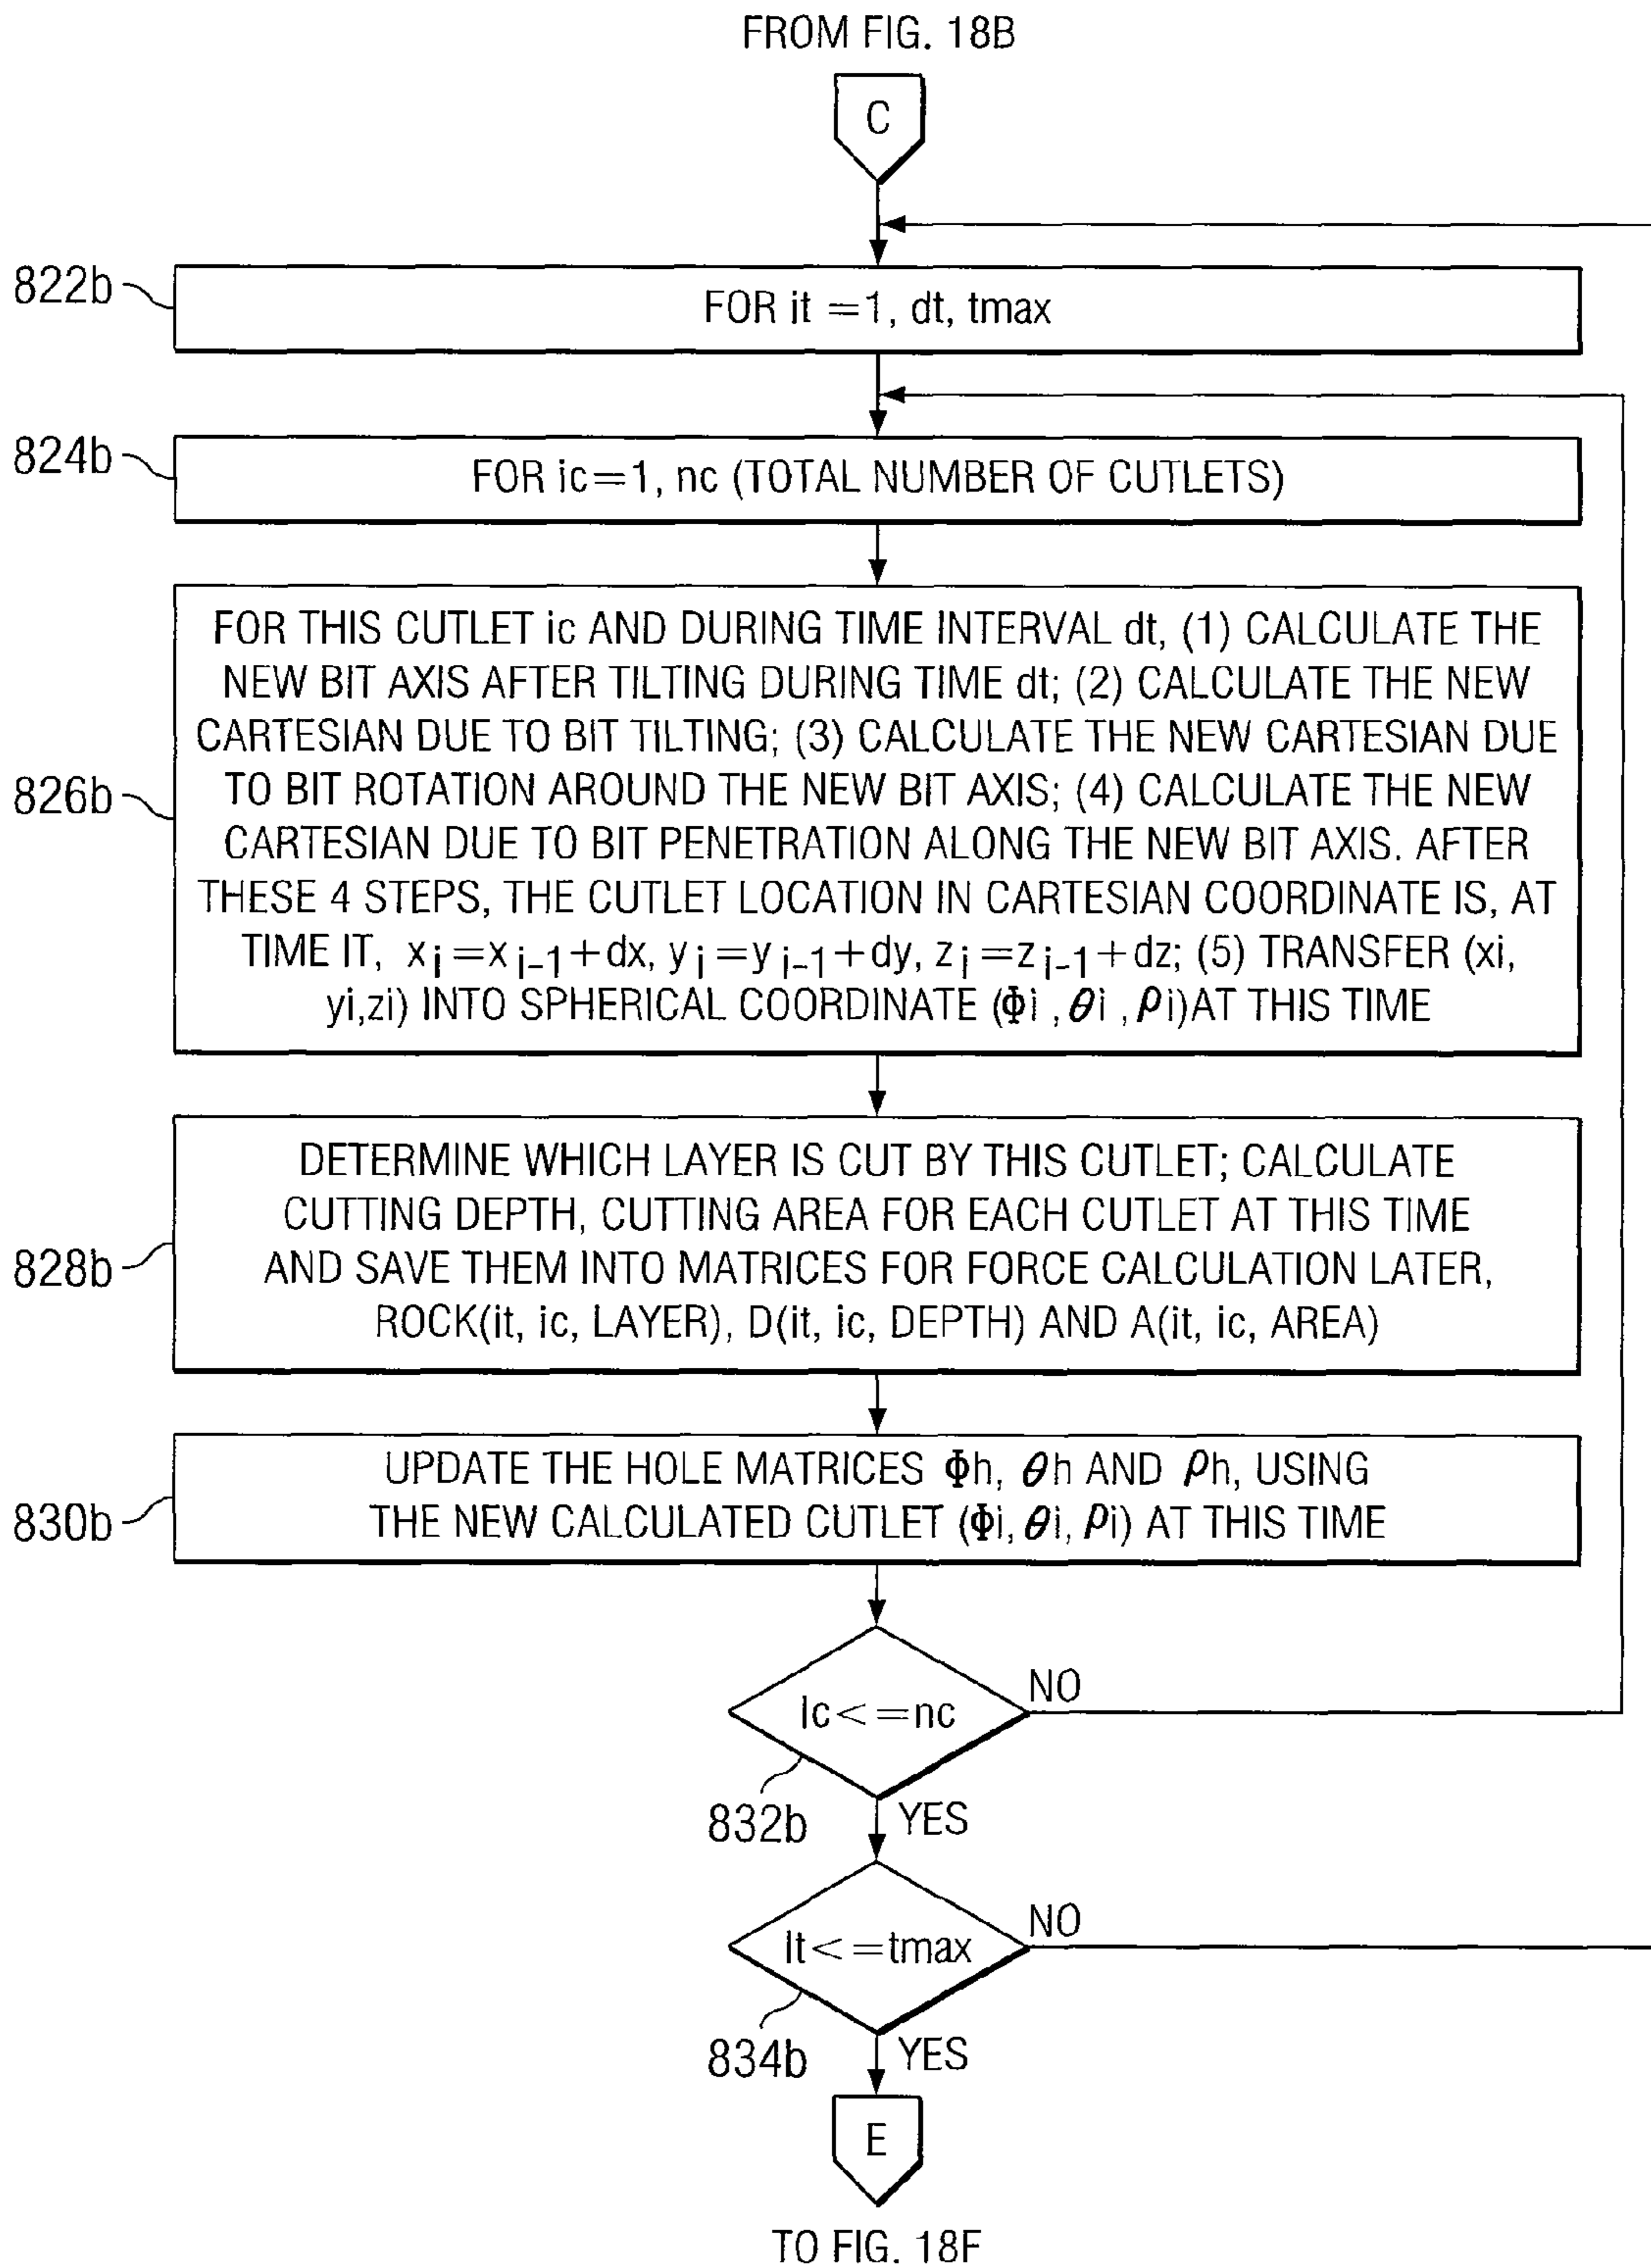 FROM FIG. 18B
C
822b
FOR it =1, dt, tmax
824b
FOR ic=1, nc (TOTAL NUMBER OF CUTLETS)
826b
FOR THIS CUTLET ic AND DURING TIME INTERVAL dt, (1) CALCULATE THE
NEW BIT AXIS AFTER TILTING DURING TIME dt; (2) CALCULATE THE NEW
CARTESIAN DUE TO BIT TILTING; (3) CALCULATE THE NEW CARTESIAN DUE
TO BIT ROTATION AROUND THE NEW BIT AXIS; (4) CALCULATE THE NEW
CARTESIAN DUE TO BIT PENETRATION ALONG THE NEW BIT AXIS. AFTER
THESE 4 STEPS, THE CUTLET LOCATION IN CARTESIAN COORDINATE IS, AT
TIME IT, x i =x i-1 +dx, y i =y i-1 +dy, z i =z i-1 +dz; (5) TRANSFER (xi,
yi,zi) INTO SPHERICAL COORDINATE (Φi ,θi ,ρi)AT THIS TIME
828b
DETERMINE WHICH LAYER IS CUT BY THIS CUTLET; CALCULATE
CUTTING DEPTH, CUTTING AREA FOR EACH CUTLET AT THIS TIME
AND SAVE THEM INTO MATRICES FOR FORCE CALCULATION LATER,
ROCK(it, ic, LAYER), D(it, ic, DEPTH) AND A(it, ic, AREA)
830b
UPDATE THE HOLE MATRICES Φh, θh AND ρh, USING
THE NEW CALCULATED CUTLET (Φi, θi, ρi) AT THIS TIME
Ic<=nc
NO
832b
YES
It<=tmax
NO
834b
YES
E
TO FIG. 18F